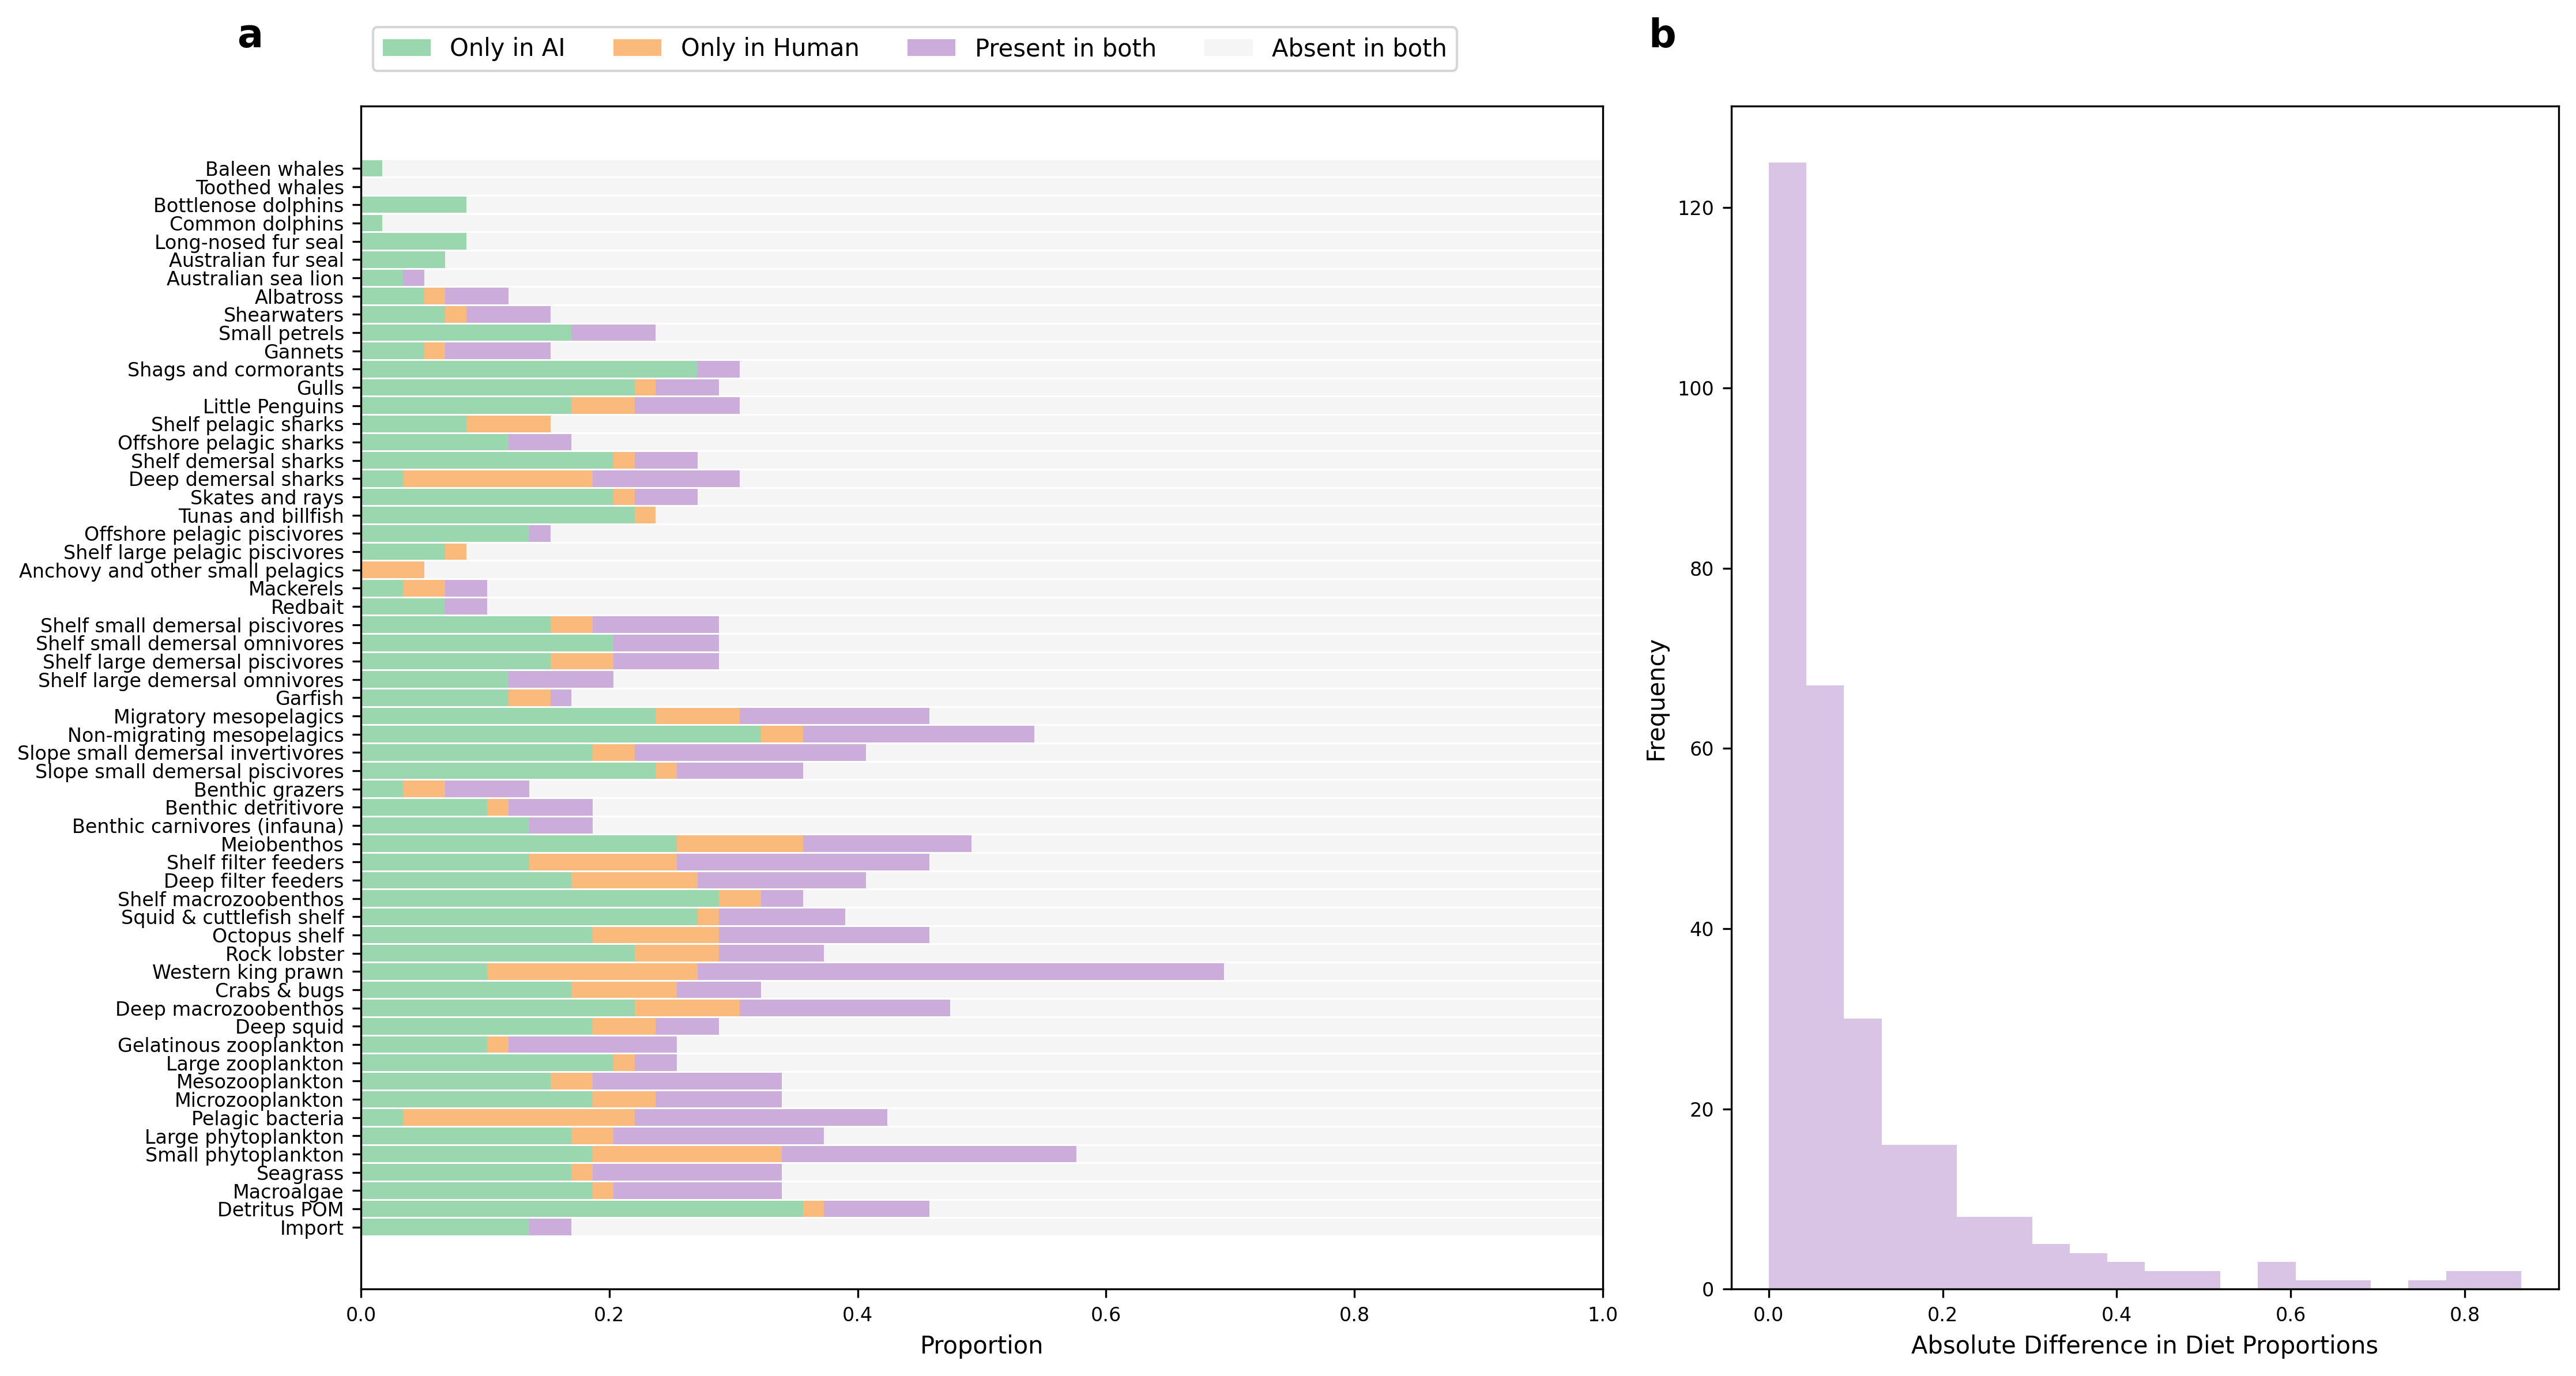 a
Only in AI
Only in Human
Present in both
Absent in both
Baleen whales
Toothed whales
Bottlenose dolphins
Common dolphins
Long-nosed fur seal
Australian fur seal
Australian sea lion
Albatross
Shearwaters
Small petrels
Gannets
Shags and cormorants
Gulls
Little Penguins
Shelf pelagic sharks
Offshore pelagic sharks
Shelf demersal sharks
Deep demersal sharks
Skates and rays
Tunas and billfish
Offshore pelagic piscivores
Shelf large pelagic piscivores
Anchovy and other small pelagics
Mackerels
Redbait
Shelf small demersal piscivores
Shelf small demersal omnivores
Shelf large demersal piscivores
Shelf large demersal omnivores
Garfish
Migratory mesopelagics
Non-migrating mesopelagics
Slope small demersal invertivores
Slope small demersal piscivores
Benthic grazers
Benthic detritivore
Benthic carnivores (infauna)
Meiobenthos
Shelf filter feeders
Deep filter feeders
Shelf macrozoobenthos
Squid & cuttlefish shelf
Octopus shelf
Rock lobster
Western king prawn
Crabs & bugs
Deep macrozoobenthos
Deep squid
Gelatinous zooplankton
Large zooplankton
Mesozooplankton
Microzooplankton
Pelagic bacteria
Large phytoplankton
Small phytoplankton
Seagrass
Macroalgae
Detritus POM
Import
0.0 0.2 0.4 0.6 0.8 1.0
Proportion
b
Frequency
120
100
80
60
40
20
0
0.0 0.2 0.4 0.6 0.8
Absolute Difference in Diet Proportions